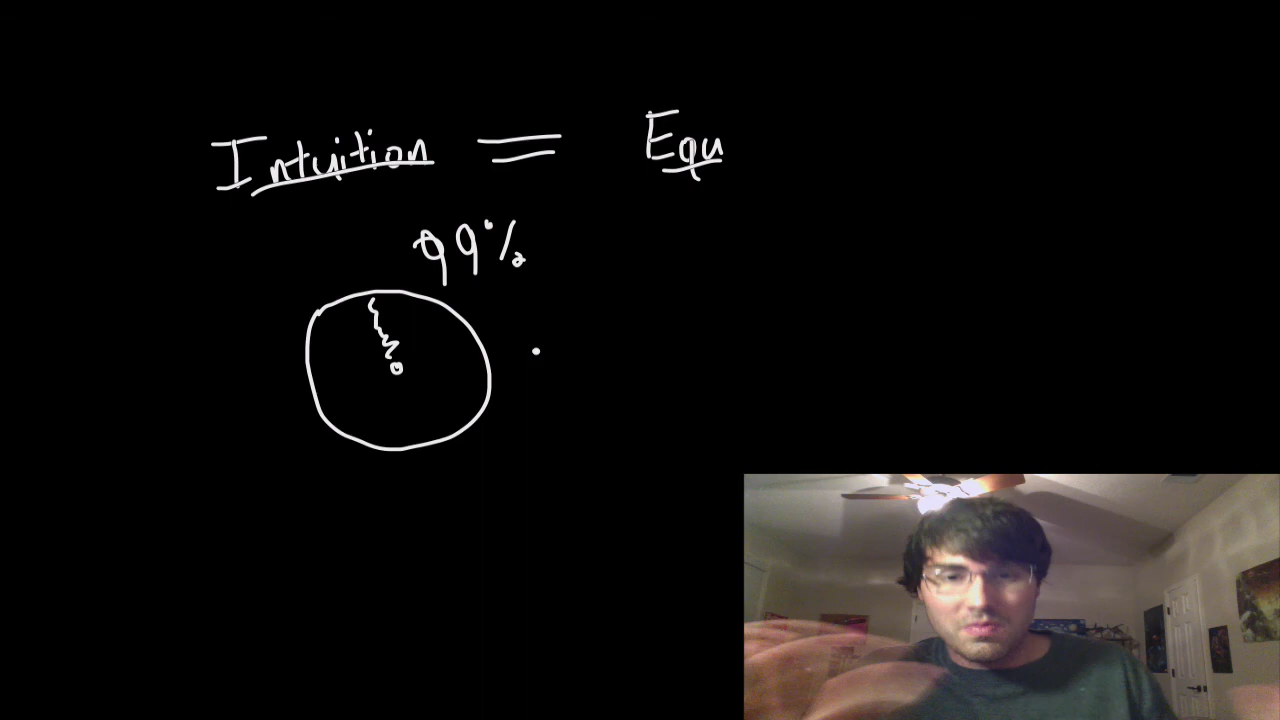 Intuition = Equ
99%